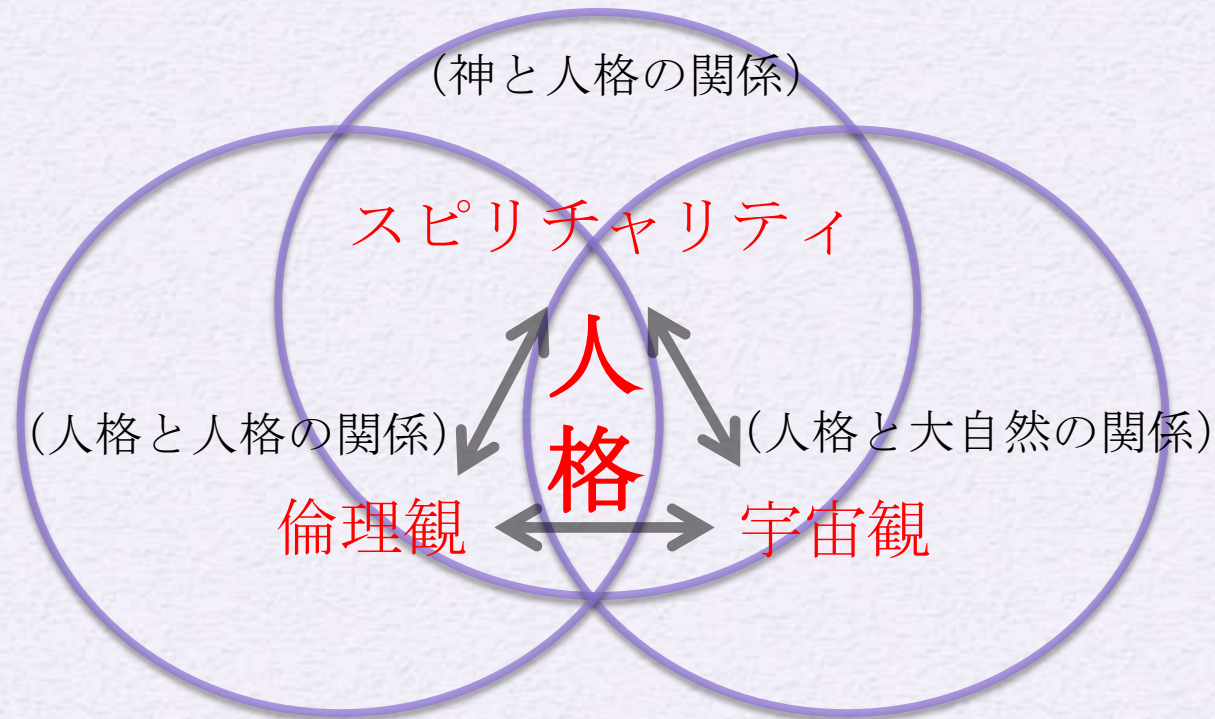 (神と人格の関係)
スピリチャリティ
人格
(人格と人格の関係)
(人格と大自然の関係)
倫理観
宇宙観